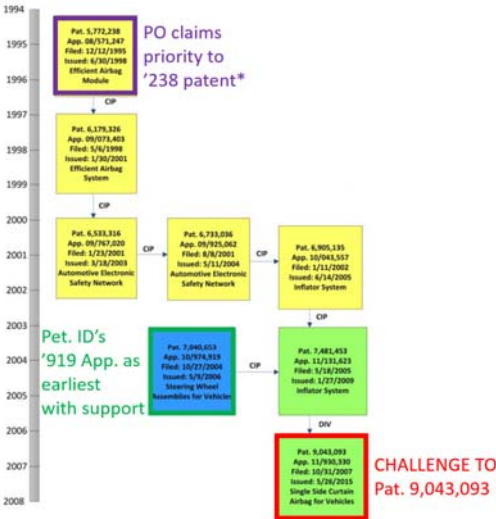 1994
1995
1996
1997
1998
1999
2000
2001
2002
2003
2004
2005
2006
2007
2008
Pat. 5,772,238
App. 08/571,247
Filed: 12/12/1995
Issued: 6/30/1998
Efficient Airbag
Module
PO claims
priority to
'238 patent*
CIP
Pat. 6,179,326
App. 09/073,403
Filed: 5/6/1998
Issued: 1/30/2001
Efficient Airbag
System
CIP
Pat. 6,533,316
App. 09/767,020
Filed: 1/23/2001
Issued: 3/18/2003
Automotive Electronic
Safety Network
CIP
Pat. 6,733,036
App. 09/925,062
Filed: 8/8/2001
Issued: 5/11/2004
Automotive Electronic
Safety Network
CIP
Pat. 6,905,135
App. 10/043,557
Filed: 1/11/2002
Issued: 6/14/2005
Inflator System
CIP
Pet. ID's
'919 App. as
earliest
with support
Pat. 7,040,653
App. 10/974,919
Filed: 10/27/2004
Issued: 5/9/2006
Steering Wheel
Assemblies for Vehicles
CIP
Pat. 7,481,453
App. 11/131,623
Filed: 5/18/2005
Issued: 1/27/2009
Inflator System
DIV
Pat. 9,043,093
App. 11/930,330
Filed: 10/31/2007
Issued: 5/26/2015
Single Side Curtain
Airbag for Vehicles
CHALLENGE TO
Pat. 9,043,093